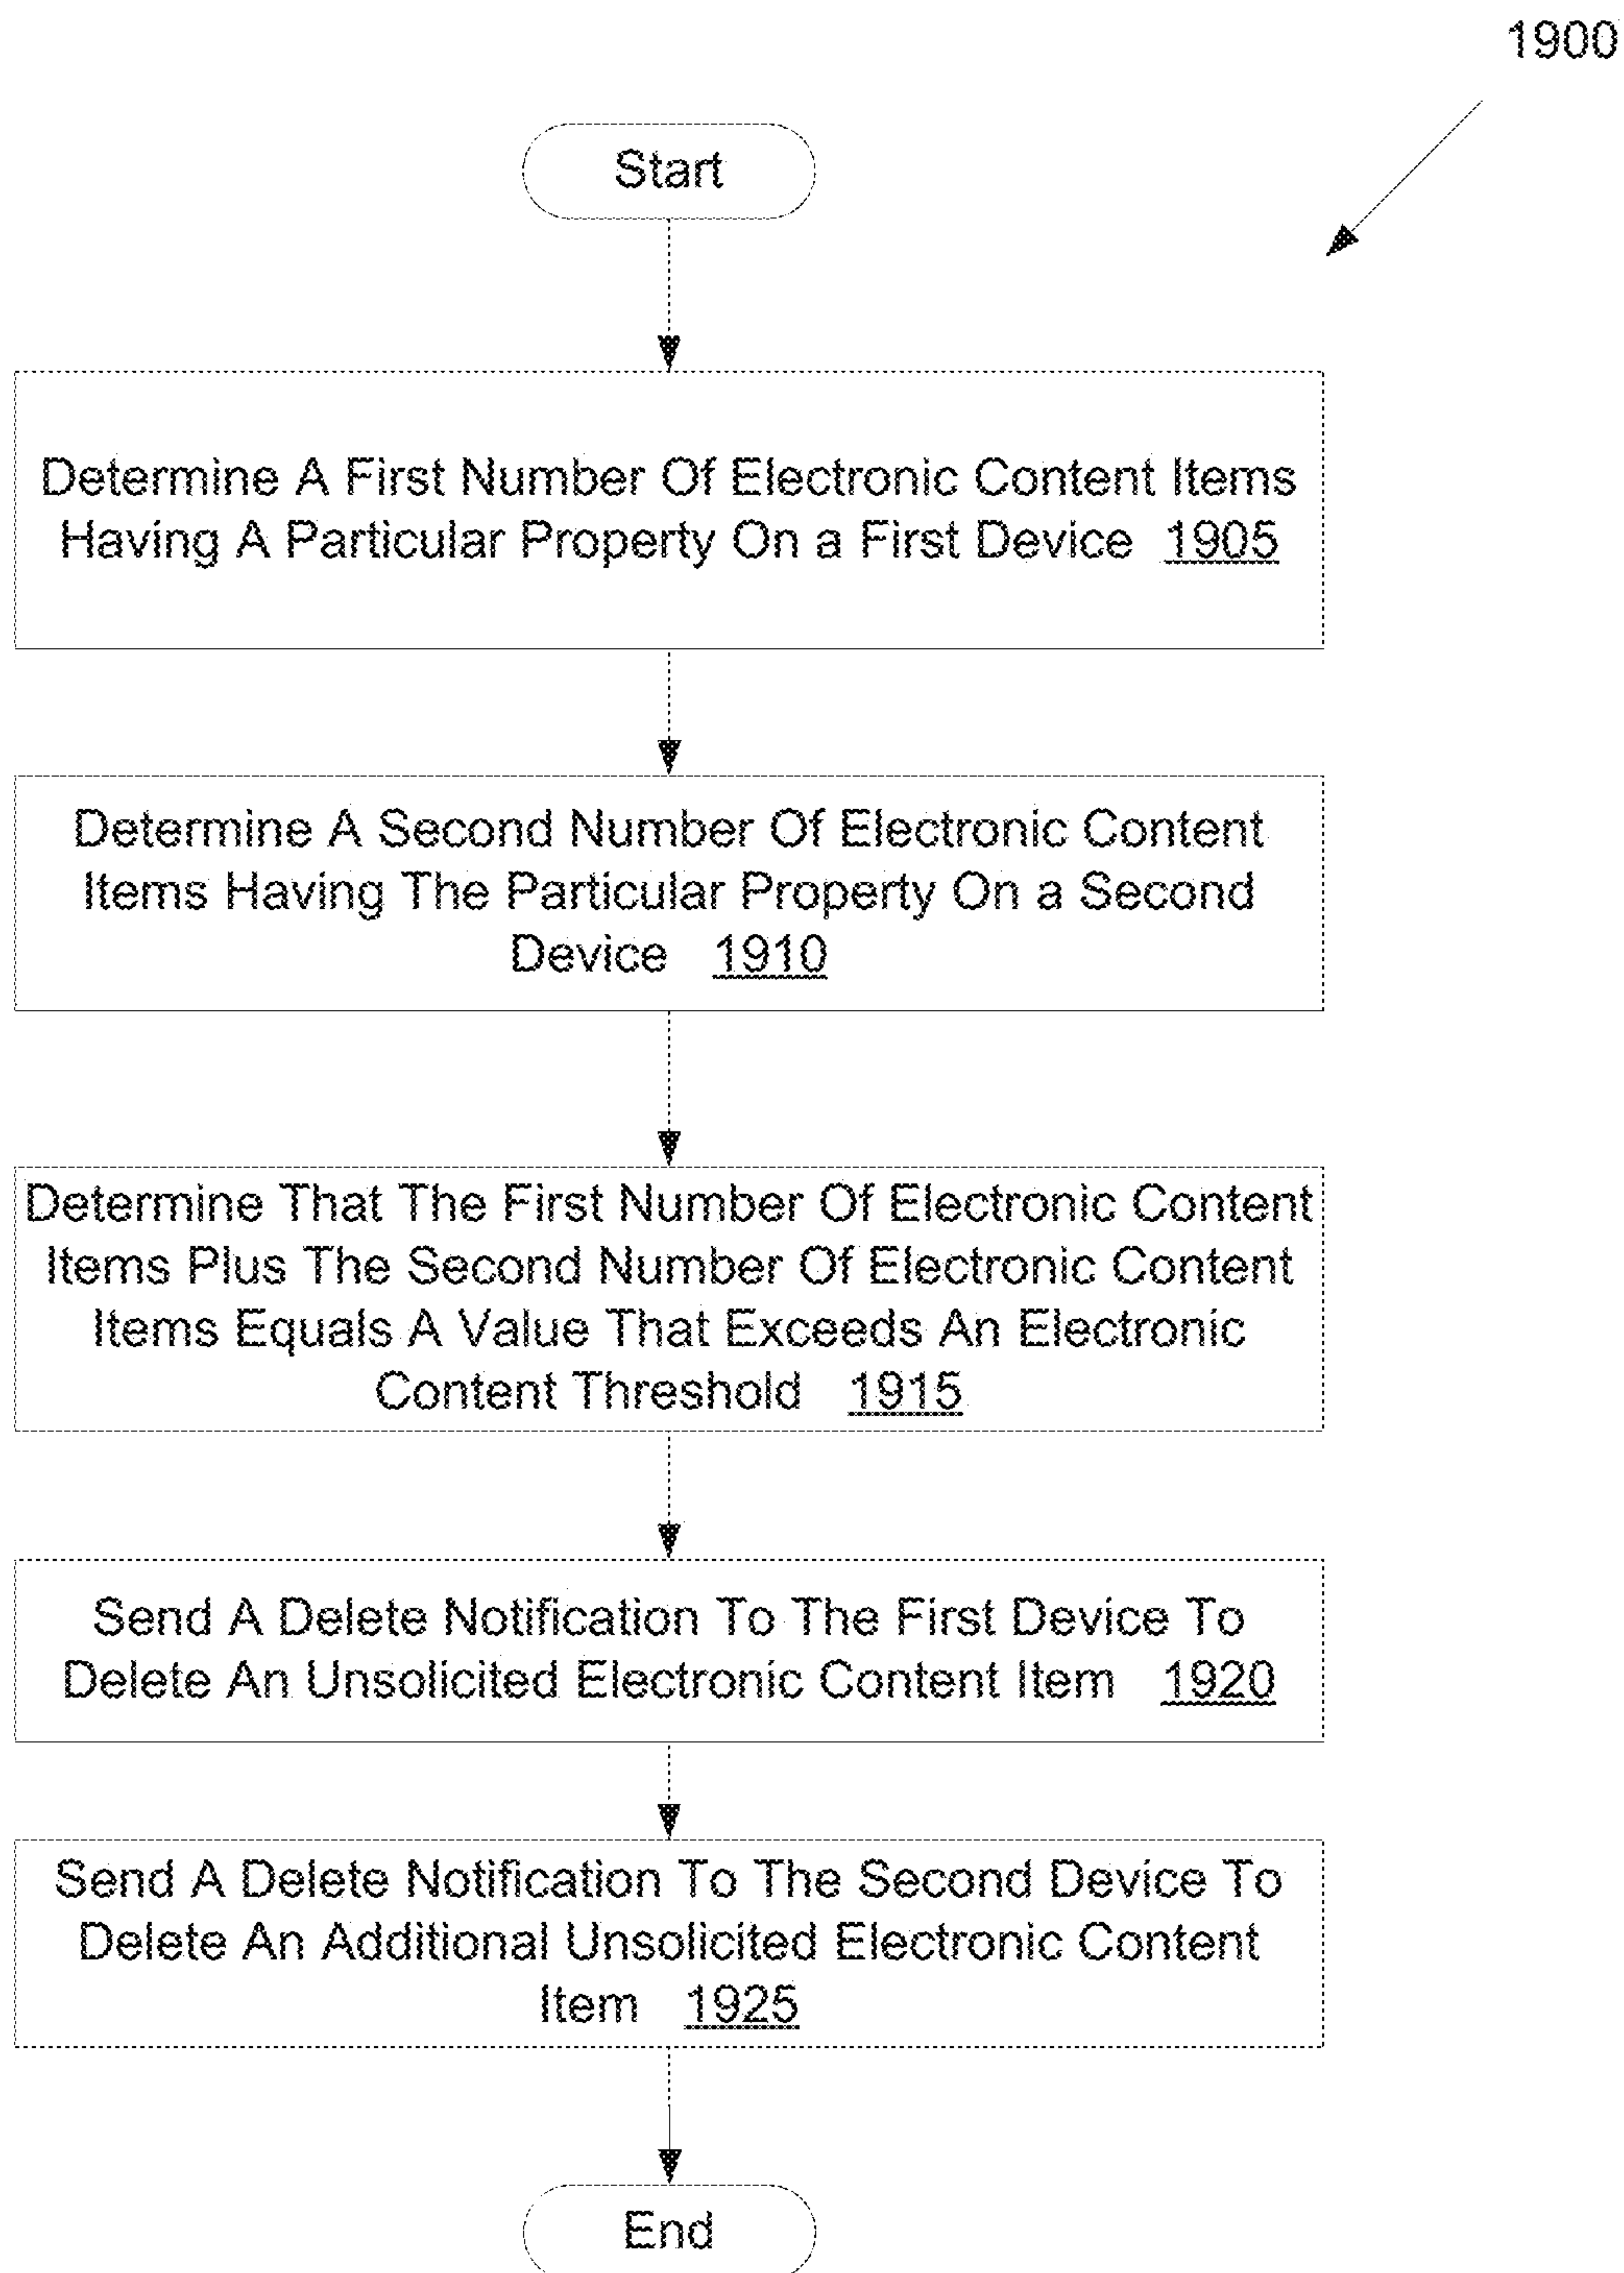 1900
Start
Determine A First Number Of Electronic Content Items
Having A Particular Property On a First Device 1905
Determine A Second Number Of Electronic Content
Items Having The Particular Property On a Second
Device 1910
Determine That The First Number Of Electronic Content
Items Plus The Second Number Of Electronic Content
Items Equals A Value That Exceeds An Electronic
Content Threshold 1915
Send A Delete Notification To The First Device To
Delete An Unsolicited Electronic Content Item 1920
Send A Delete Notification To The Second Device To
Delete An Additional Unsolicited Electronic Content
Item 1925
End